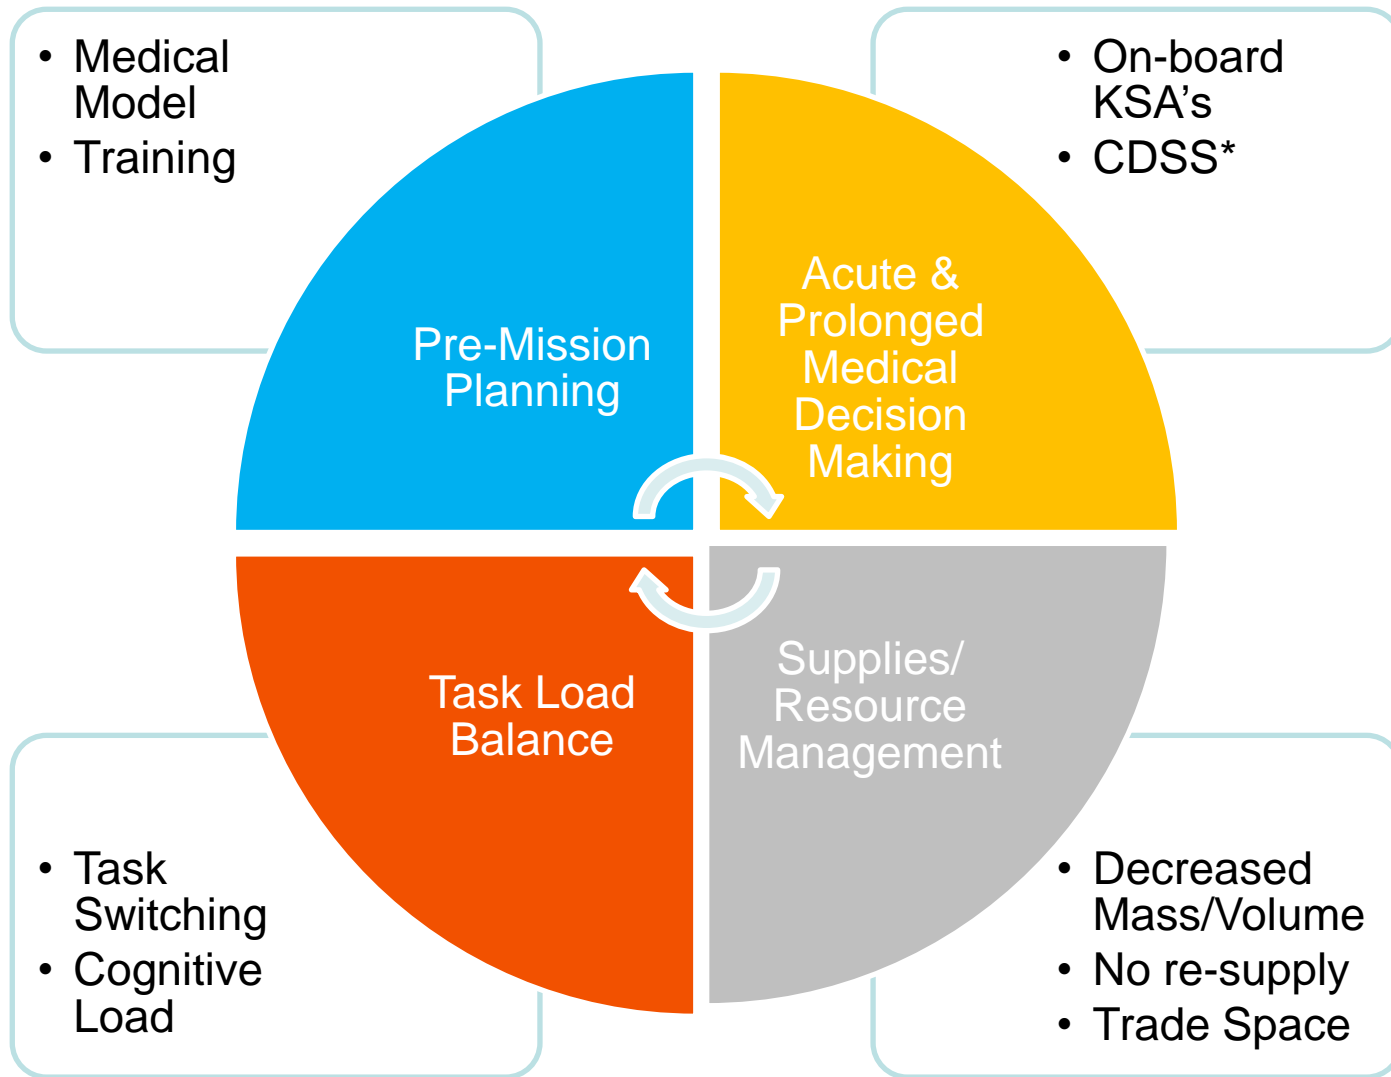 • Medical
Model
• Training
• On-board
KSA's
• CDSS*
Pre-Mission
Planning
Acute &
Prolonged
Medical
Decision
Making
Task Load
Balance
Supplies/
Resource
Management
• Task
Switching
• Cognitive
Load
• Decreased
Mass/Volume
• No re-supply
• Trade Space